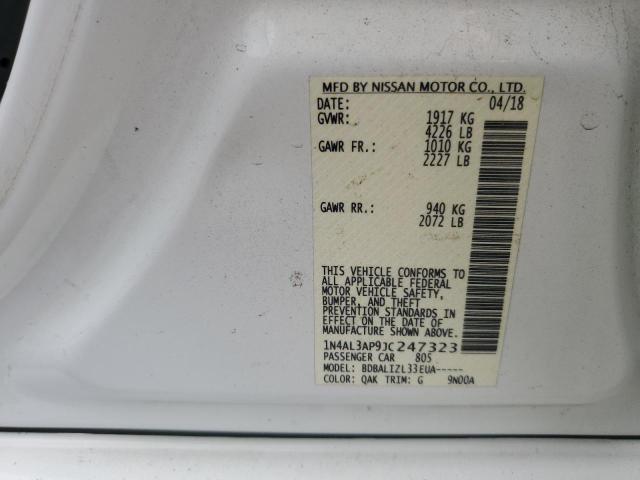 MFD BY NISSAN MOTOR CO., LTD.
DATE: 04/18
GVWR: 1917 KG
4226 LB
GAWR FR.: 1010 KG
2227 LB
GAWR RR.: 940 KG
2072 LB
THIS VEHICLE CONFORMS TO
ALL APPLICABLE FEDERAL
MOTOR VEHICLE SAFETY,
BUMPER, AND THEFT
PREVENTION STANDARDS IN
EFFECT ON THE DATE OF
MANUFACTURE SHOWN ABOVE.
1N4AL3AP9JC247323
PASSENGER CAR 805
MODEL: BDBALIZL33EUA-----
COLOR: QAK TRIM: G 9N00A